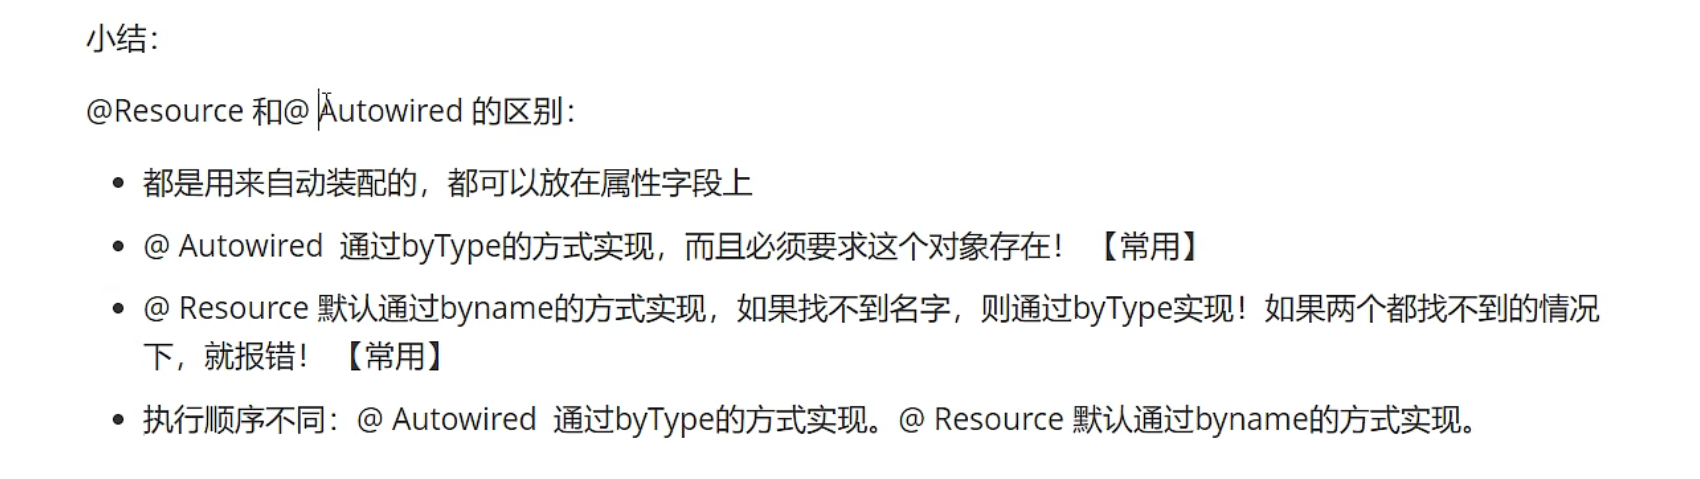 小结：
@Resource 和@ Autowired 的区别：
都是用来自动装配的，都可以放在属性字段上
@ Autowired 通过byType的方式实现，而且必须要求这个对象存在！ 【常用】
@ Resource 默认通过byname的方式实现，如果找不到名字，则通过byType实现！如果两个都找不到的情况
下，就报错！ 【常用】
执行顺序不同：@ Autowired 通过byType的方式实现。@ Resource 默认通过byname的方式实现。